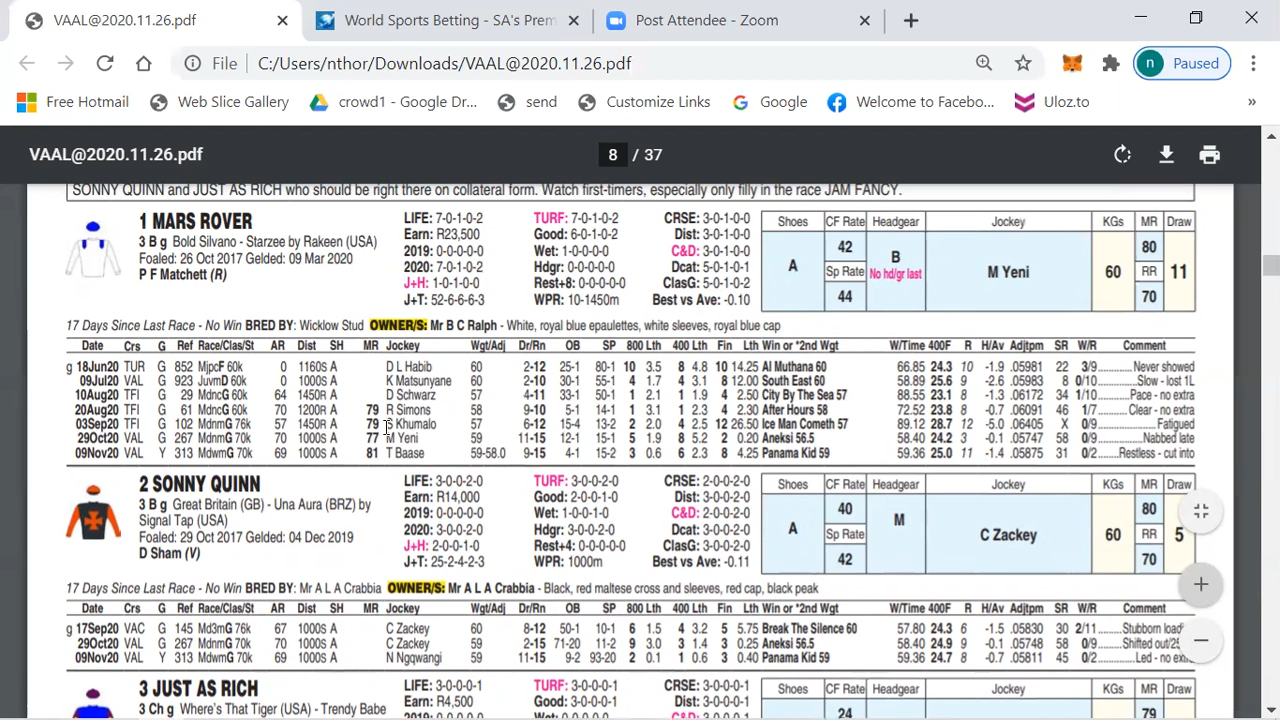 VAAL@2020.11.26.pdf
World Sports Betting - SA's Prem
Post Attendee - Zoom
File C:/Users/nthor/Downloads/VAAL@2020.11.26.pdf
n Paused
Free Hotmail Web Slice Gallery crowd1 - Google Dr... send Customize Links Google Welcome to Facebo... Uloz.to »
VAAL@2020.11.26.pdf 8 / 37
SONNY QUINN and JUST AS RICH who should be right there on collateral form. Watch first-timers, especially only filly in the race JAM FANCY.
1 MARS ROVER
3 B g Bold Silvano - Starzee by Rakeen (USA)
Foaled: 26 Oct 2017 Gelded: 09 Mar 2020
P F Matchett (R)
LIFE: 7-0-1-0-2 TURF: 7-0-1-0-2 CRSE: 3-0-1-0-0
Earn: R23,500 Good: 6-0-1-0-2 Dist: 3-0-1-0-0
2019: 0-0-0-0-0 Wet: 1-0-0-0-0 C&D: 3-0-1-0-0
2020: 7-0-1-0-2 Hdgr: 0-0-0-0-0 Dcat: 5-0-1-0-1
J+H: 1-0-1-0-0 Rest+8: 0-0-0-0-0 ClasG: 5-0-1-0-2
J+T: 52-6-6-6-3 WPR: 10-1450m Best vs Ave: -0.10
Shoes CF Rate Headgear Jockey KGs MR Draw
A 42 B No hd/gr last M Yeni 60 80 11
Sp Rate RR
44 70
17 Days Since Last Race - No Win BRED BY: Wicklow Stud OWNER/S: Mr B C Ralph - White, royal blue epaulettes, white sleeves, royal blue cap
Date Crs G Ref Race/Clas/St AR Dist SH MR Jockey Wgt/Adj Dr/Rn OB SP 800 Lth 400 Lth Fin Win or *2nd Wgt W/Time 400F R H/Av Adjtpm SR W/R Comment
g 18Jun20 TUR G 852 MjpcF 60k 0 1160S A D L Habib 60 2-12 25-1 80-1 10 3.5 8 4.8 10 14.25 Al Muthana 60 66.85 24.3 10 -1.9 .05981 22 3/9 Never showed
09Jul20 VAL G 923 JuvmD 60k 0 1000S A K Matsunyane 60 2-10 30-1 55-1 4 1.7 4 3.1 8 12.00 South East 60 58.89 25.6 9 -2.6 .05983 8 0/10 Slow - lost 1L
10Aug20 TFI G 29 MdncG 60k 64 1450R A D Schwarz 57 4-11 33-1 50-1 1 2.1 1 1.9 4 2.50 City By The Sea 57 88.55 23.1 8 -1.3 .06172 34 1/12 Pace - no extra
20Aug20 TFI G 61 MdncG 60k 70 1200R A 79 R Simons 58 9-10 5-1 14-1 1 3.1 1 2.3 4 2.30 After Hours 58 72.52 23.8 8 -0.7 .06091 46 1/7 Clear - no extra
03Sep20 TFI G 102 MdnmG 76k 57 1450R A 79 S Khumalo 57 6-12 15-4 13-2 2 2.0 4 2.5 12 26.50 Ice Man Cometh 57 89.12 28.7 12 -5.0 .06405 X 0/9 Fatigued
29Oct20 VAL G 267 MdnmG 70k 70 1000S A 77 M Yeni 59 9-15 12-1 15-1 8 1.9 5 1.8 2 0.20 Aneksi 56.5 58.40 24.2 3 -0.1 .05747 58 0/9 Nabbed late
09Nov20 VAL Y 313 MdwmG 70k 69 1000S A 81 T Baase 59-58.0 9-15 4-1 15-2 3 0.6 6 2.3 8 4.25 Panama Kid 59 59.36 25.0 11 -1.4 .05875 31 0/2 Restless - cut into
2 SONNY QUINN
3 B g Great Britain (GB) - Una Aura (BRZ) by
Signal Tap (USA)
Foaled: 29 Oct 2017 Gelded: 04 Dec 2019
D Sham (V)
LIFE: 3-0-0-2-0 TURF: 3-0-0-2-0 CRSE: 2-0-0-2-0
Earn: R14,000 Good: 2-0-0-1-0 Dist: 3-0-0-2-0
2019: 0-0-0-0-0 Wet: 1-0-0-1-0 C&D: 2-0-0-2-0
2020: 3-0-0-2-0 Hdgr: 3-0-0-2-0 Dcat: 3-0-0-2-0
J+H: 2-0-0-1-0 Rest+4: 0-0-0-0-0 ClasG: 3-0-0-2-0
J+T: 25-2-4-2-3 WPR: 1000m Best vs Ave: -0.11
Shoes CF Rate Headgear Jockey KGs MR Draw
A 40 M C Zackey 60 80 5
Sp Rate RR
42 70
17 Days Since Last Race - No Win BRED BY: Mr A L A Crabbia OWNER/S: Mr A L A Crabbia - Black, red maltese cross and sleeves, red cap, black peak
Date Crs G Ref Race/Clas/St AR Dist SH MR Jockey Wgt/Adj Dr/Rn OB SP 800 Lth 400 Lth Fin Win or *2nd Wgt W/Time 400F R H/Av Adjtpm SR W/R Comment
g 17Sep20 VAC G 145 Md3mG 76k 67 1000S A C Zackey 60 8-12 50-1 10-1 6 1.5 4 3.2 5 5.75 Break The Silence 60 57.80 24.3 6 -1.5 .05830 30 2/11 Stubborn load
29Oct20 VAL G 267 MdnmG 70k 70 1000S A C Zackey 59 2-15 71-20 11-2 9 3.0 3 1.4 3 0.25 Aneksi 56.5 58.40 24.9 4 -0.1 .05748 58 0/9 Shifted out/25
09Nov20 VAL Y 313 MdwmG 70k 69 1000S A N Ngqwangi 59 11-15 9-2 93-20 2 0.1 1 0.6 3 0.40 Panama Kid 59 59.36 24.7 8 -0.7 .05811 45 0/2 Led - no ex
3 JUST AS RICH
3 Ch g Where's That Tiger (USA) - Trendy Babe
LIFE: 3-0-0-0-1 TURF: 3-0-0-0-1 CRSE: 3-0-0-0-1
Earn: R4,500 Good: 2-0-0-0-1 Dist: 3-0-0-0-1
Shoes CF Rate Headgear Jockey KGs MR Draw
24 79